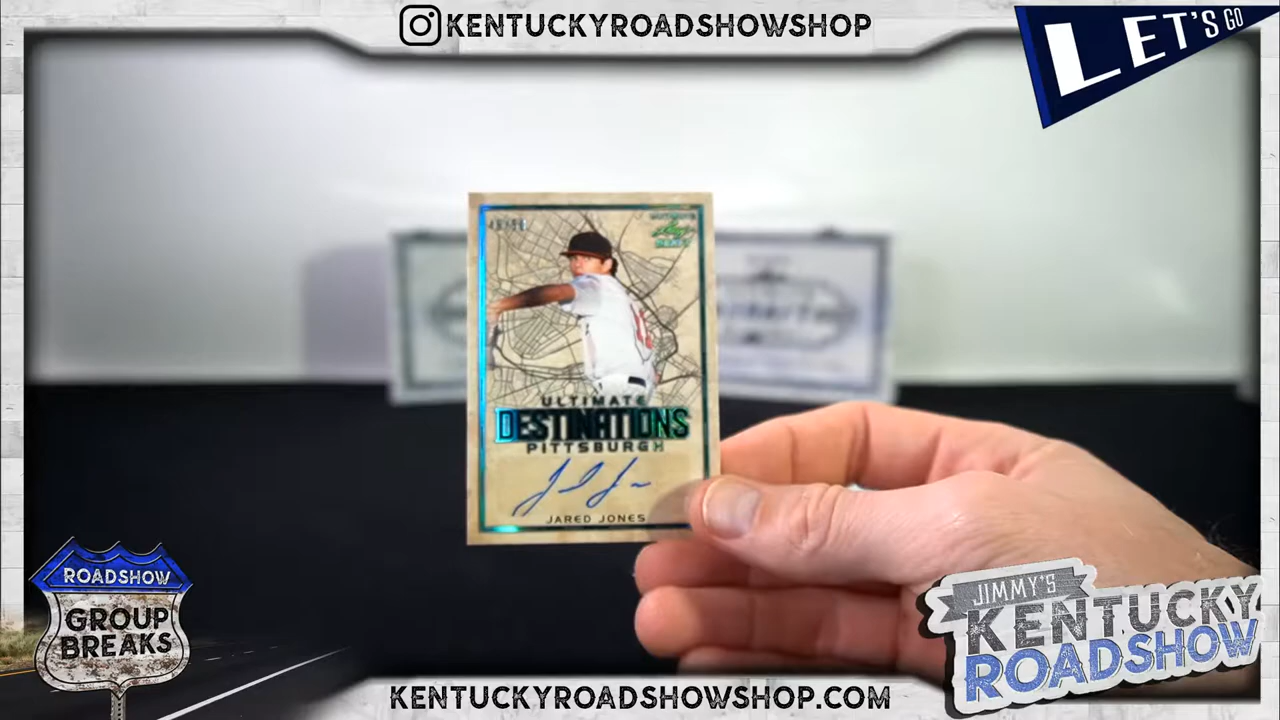 KENTUCKYROADSHOWSHOP
LET'S GO
ULTIMATE
DESTINATIONS
PITTSBURGH
JARED JONES
ROADSHOW
GROUP
BREAKS
JIMMY'S
KENTUCKY
ROADSHOW
KENTUCKYROADSHOWSHOP.COM